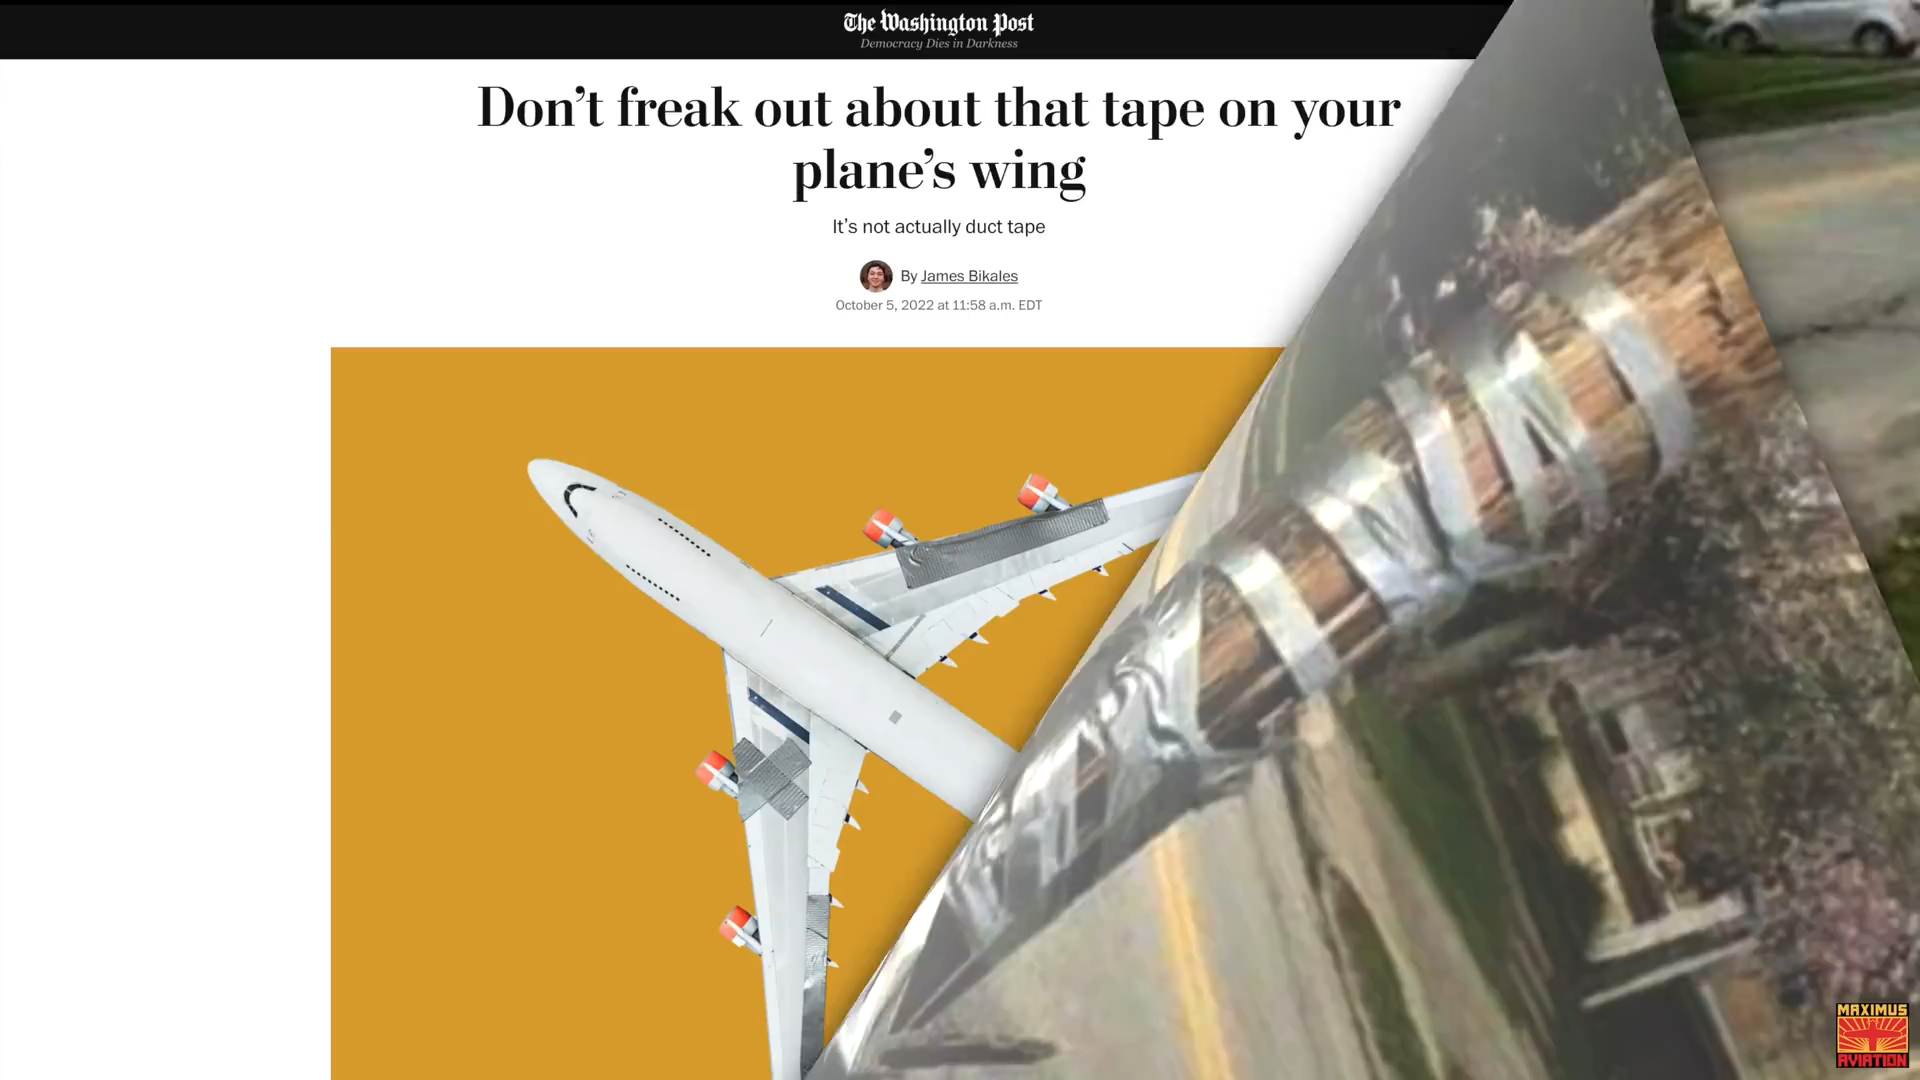 The Washington Post
Democracy Dies in Darkness
Don’t freak out about that tape on your
plane’s wing
It’s not actually duct tape
By James Bikales
October 5, 2022 at 11:58 a.m. EDT
MAXIMUS
AVIATION